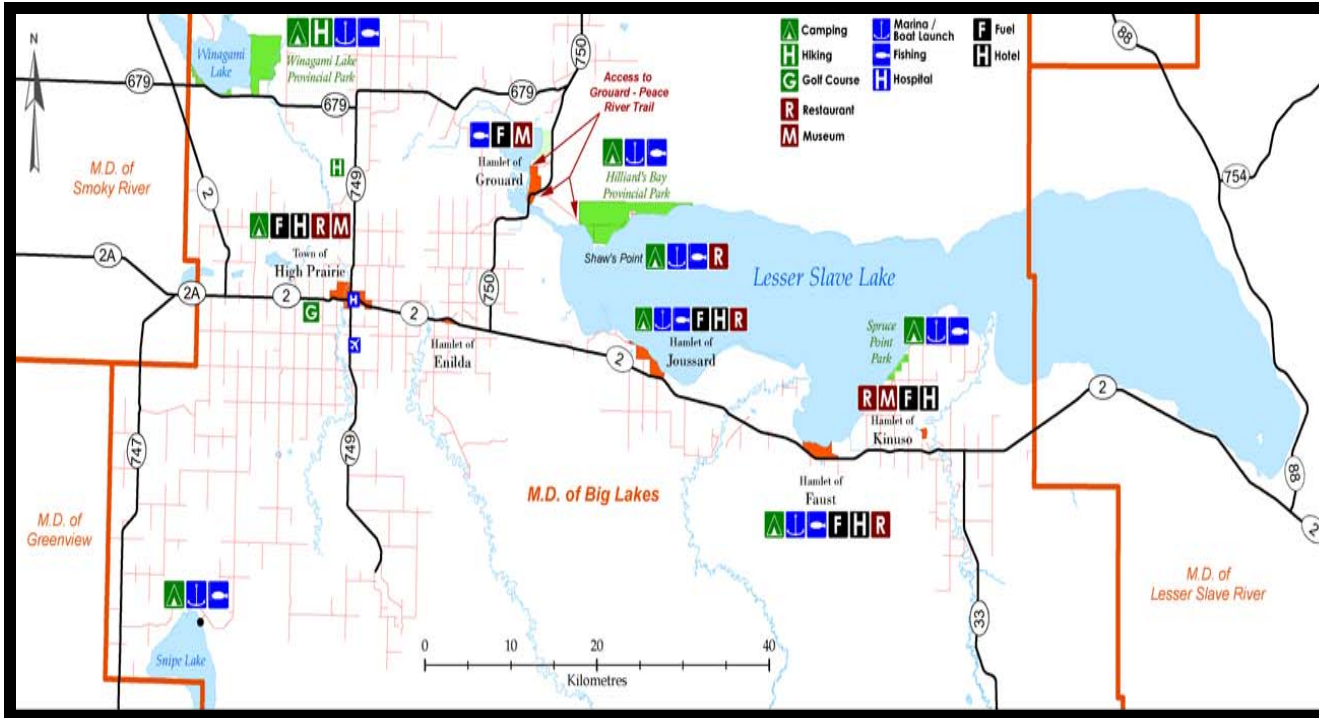 N
Winagami
Lake
H
Winagami Lake
Provincial Park
679
679
679
750
88
Access to
Grouard - Peace
River Trail
Camping
H Hiking
G Golf Course
R Restaurant
M Museum
Marina /
Boat Launch
Fishing
H Hospital
F Fuel
H Hotel
M.D. of
Smoky River
2
H
749
F M
Hamlet of
Grouard
Hilliard's Bay
Provincial Park
754
F H R M
Town of
High Prairie
2A
2A
2
H
G
2
Hamlet of
Enilda
750
Shaw's Point
R
Lesser Slave Lake
F H R
Hamlet of
Joussard
2
Spruce
Point
Park
R M F H
Hamlet of
Kinuso
2
747
749
M.D. of Big Lakes
Hamlet of
Faust
F H R
88
2
M.D. of
Greenview
M.D. of
Lesser Slave River
33
Snipe Lake
0 10 20 40
Kilometres